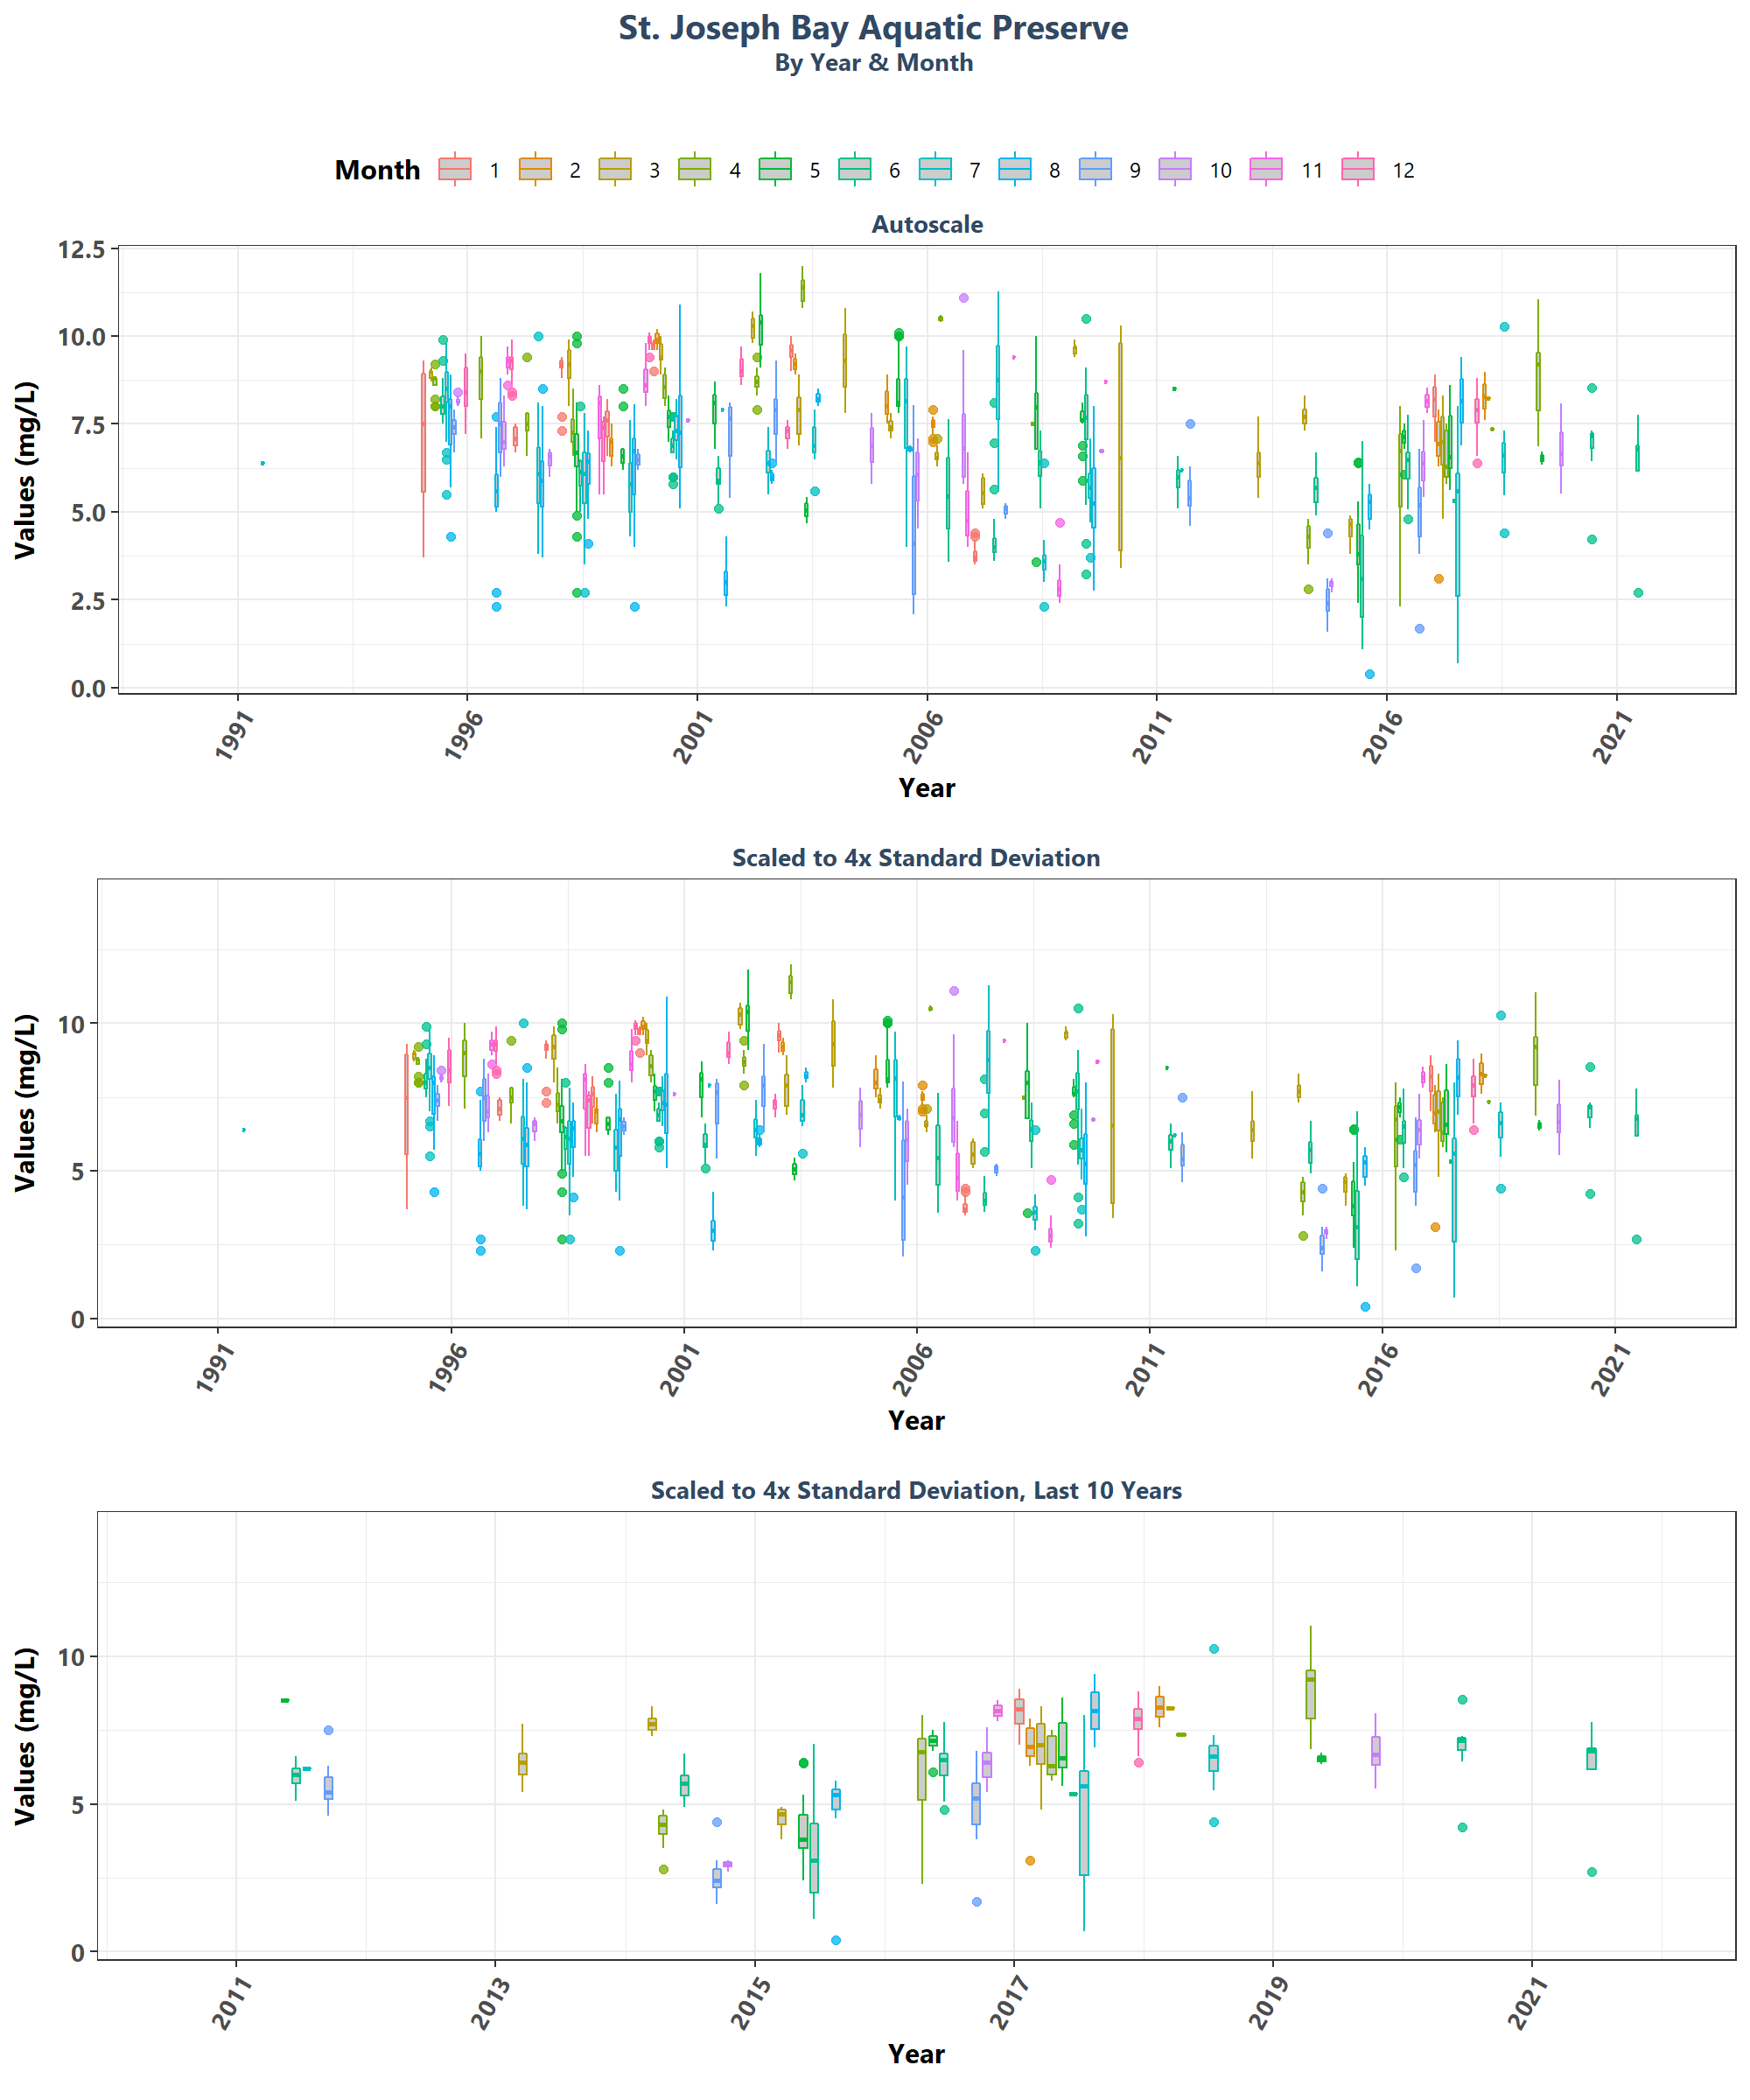 St. Joseph Bay Aquatic Preserve
By Year & Month
Month 1 2 3 4 5 6 7 8 9 10 11 12
Autoscale
Values (mg/L)
12.5
10.0
7.5
5.0
2.5
0.0
1991 1996 2001 2006 2011 2016 2021
Year
Scaled to 4x Standard Deviation
Values (mg/L)
10
5
0
1991 1996 2001 2006 2011 2016 2021
Year
Scaled to 4x Standard Deviation, Last 10 Years
Values (mg/L)
10
5
0
2011 2013 2015 2017 2019 2021
Year